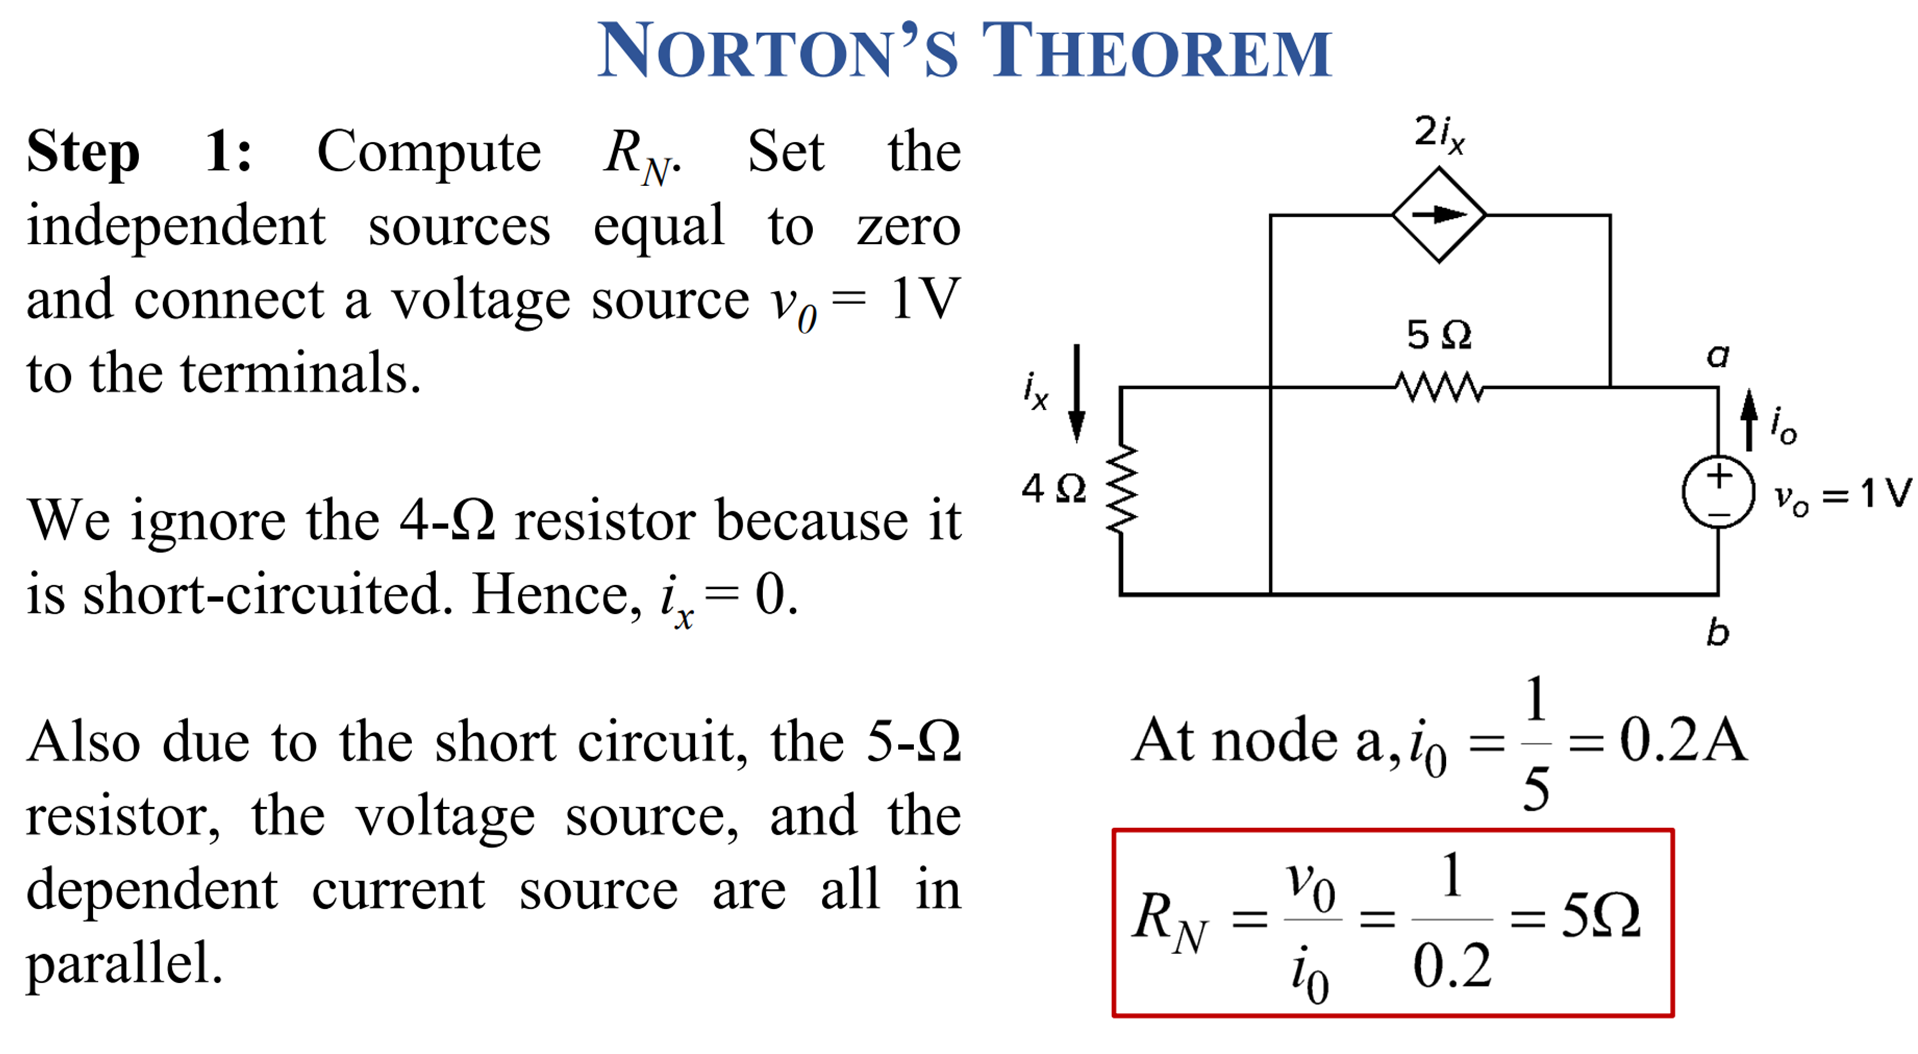 NORTON'S THEOREM
Step 1: Compute R_N. Set the
independent sources equal to zero
and connect a voltage source v_0 = 1V
to the terminals.
We ignore the 4-Ω resistor because it
is short-circuited. Hence, i_x = 0.
Also due to the short circuit, the 5-Ω
resistor, the voltage source, and the
dependent current source are all in
parallel.
2i_x
5 Ω
a
i_x
i_o
4 Ω
+
−
v_o = 1 V
b
At node a, i_0 = 1/5 = 0.2A
R_N = v_0/i_0 = 1/0.2 = 5Ω